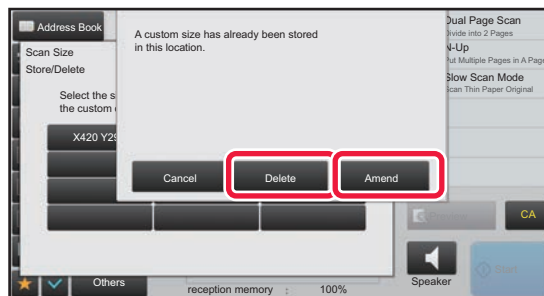 Address Book
Scan Size
Store/Delete
Select the s
the custom
X420 Y29
A custom size has already been stored
in this location.
Cancel
Delete
Amend
Dual Page Scan
Divide into 2 Pages
N-Up
Put Multiple Pages in A Page
Slow Scan Mode
Scan Thin Paper Original
CA
Start
Speaker
Others
reception memory : 100%